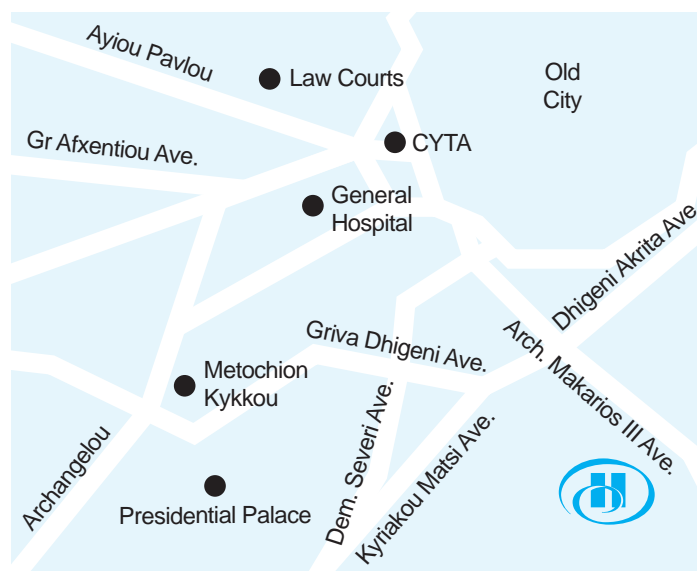 Ayiou Pavlou
Law Courts
Old
City
CYTA
Gr Afxentiou Ave.
General
Hospital
Dhigeni Akrita Ave.
Griva Dhigeni Ave.
Arch. Makarios III Ave.
Metochion
Kykkou
Dem. Severi Ave.
Kyriakou Matsi Ave.
Archangelou
Presidential Palace
H